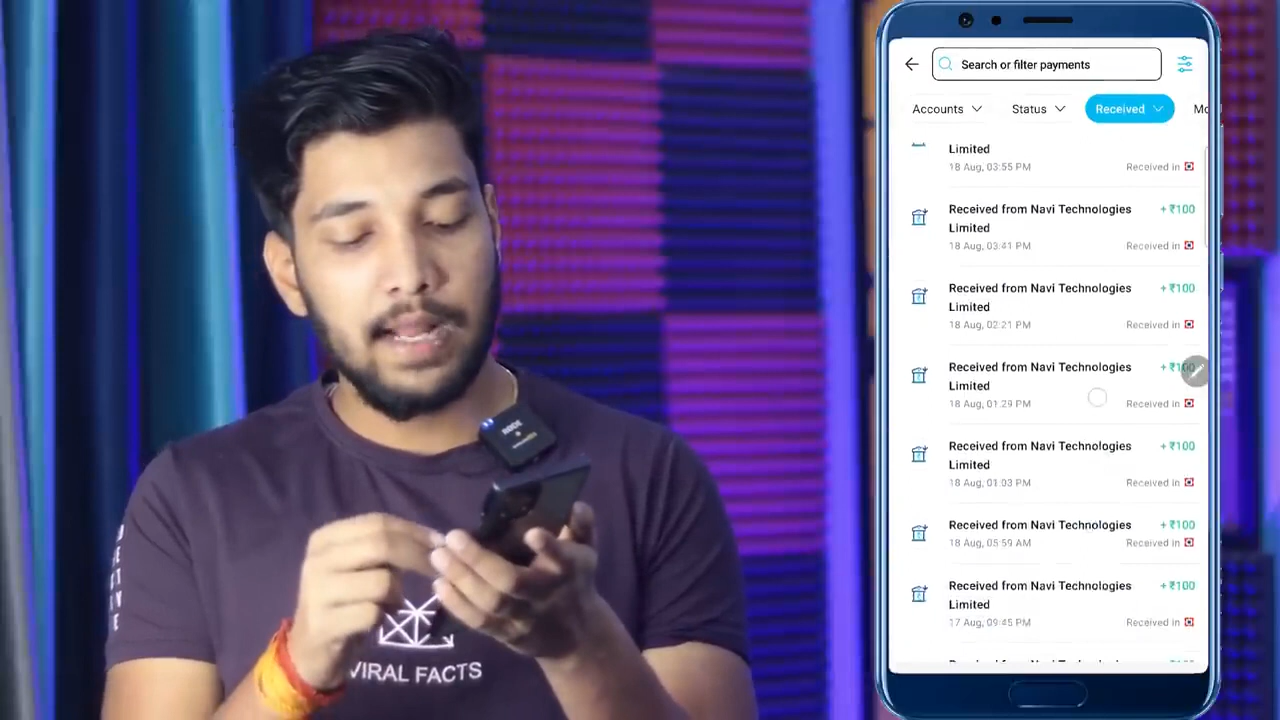 Search or filter payments
Accounts
Status
Received
Mo
Limited
18 Aug, 03:55 PM
Received in
Received from Navi Technologies
+ ₹100
Limited
18 Aug, 03:41 PM
Received in
Received from Navi Technologies
+ ₹100
Limited
18 Aug, 02:21 PM
Received in
Received from Navi Technologies
+ ₹100
Limited
18 Aug, 01:29 PM
Received in
Received from Navi Technologies
+ ₹100
Limited
18 Aug, 01:03 PM
Received in
Received from Navi Technologies
+ ₹100
18 Aug, 05:59 AM
Received in
Received from Navi Technologies
+ ₹100
Limited
17 Aug, 09:45 PM
Received in
RODE
VIRAL FACTS